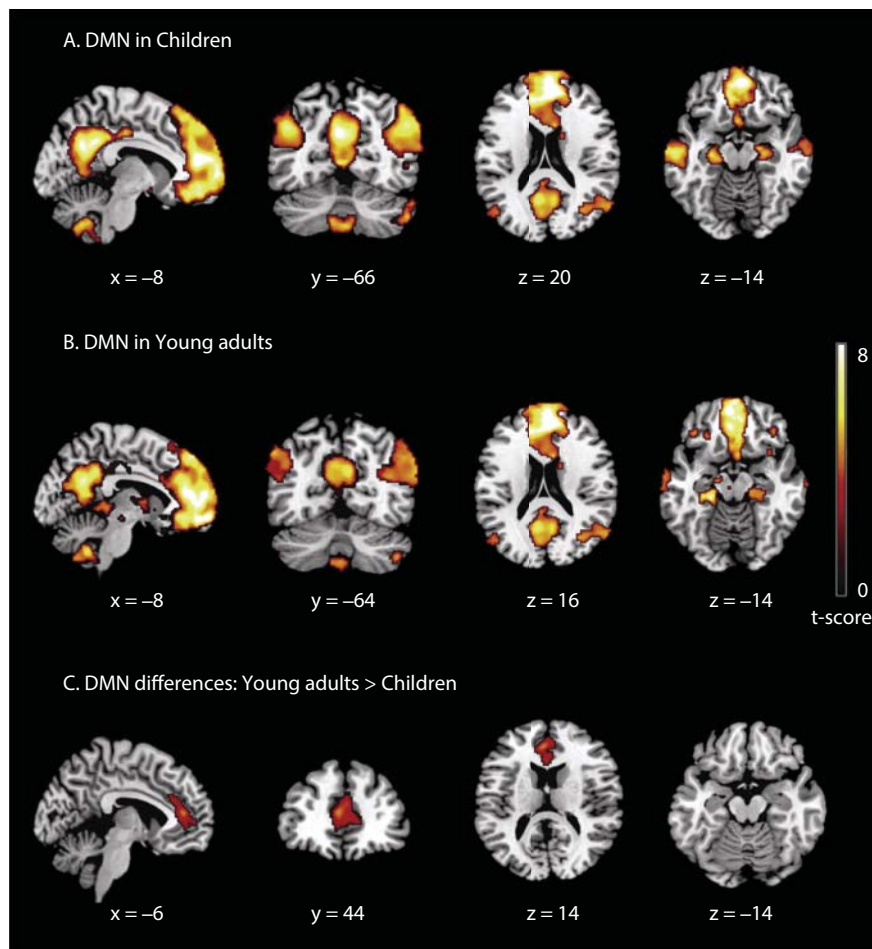 A. DMN in Children
x = –8 y = –66 z = 20 z = –14
B. DMN in Young adults
8
0
t-score
x = –8 y = –64 z = 16 z = –14
C. DMN differences: Young adults > Children
x = –6 y = 44 z = 14 z = –14